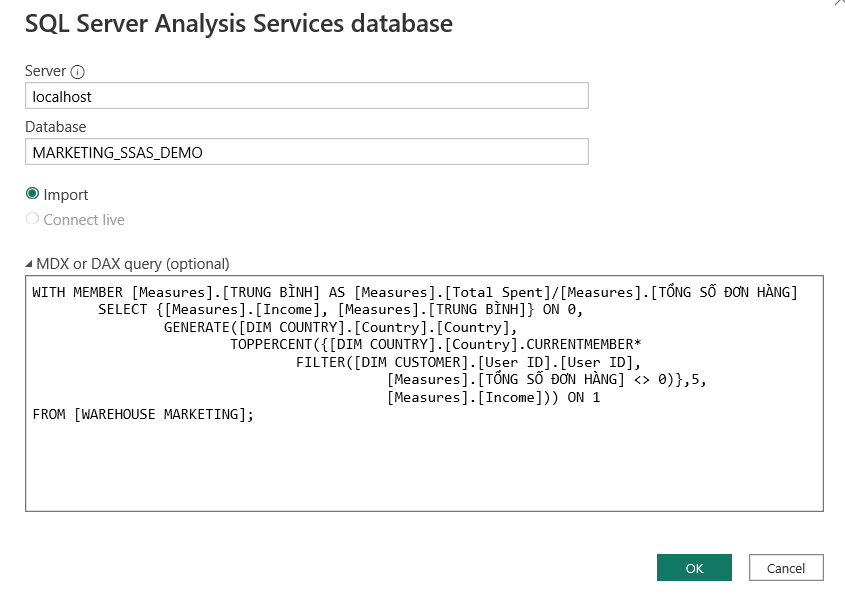 SQL Server Analysis Services database
Server
localhost
Database
MARKETING_SSAS_DEMO
Import
Connect live
MDX or DAX query (optional)
WITH MEMBER [Measures].[TRUNG BÌNH] AS [Measures].[Total Spent]/[Measures].[TỔNG SỐ ĐƠN HÀNG]
SELECT {[Measures].[Income], [Measures].[TRUNG BÌNH]} ON 0,
GENERATE([DIM COUNTRY].[Country].[Country],
TOPPERCENT({[DIM COUNTRY].[Country].CURRENTMEMBER*
FILTER([DIM CUSTOMER].[User ID].[User ID],
[Measures].[TỔNG SỐ ĐƠN HÀNG] <> 0)},5,
[Measures].[Income])) ON 1
FROM [WAREHOUSE MARKETING];
OK
Cancel